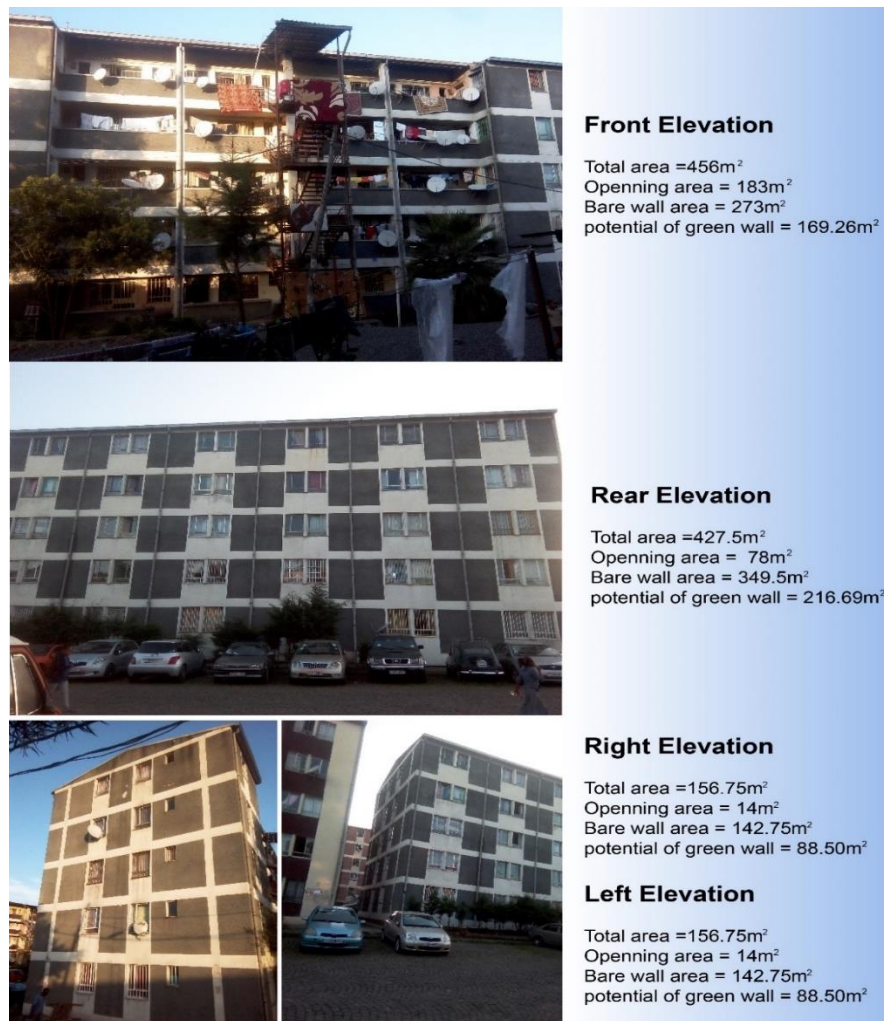 Front Elevation
Total area =456m²
Openning area = 183m²
Bare wall area = 273m²
potential of green wall = 169.26m²
Rear Elevation
Total area =427.5m²
Openning area =  78m²
Bare wall area = 349.5m²
potential of green wall = 216.69m²
Right Elevation
Total area =156.75m²
Openning area = 14m²
Bare wall area = 142.75m²
potential of green wall = 88.50m²
Left Elevation
Total area =156.75m²
Openning area = 14m²
Bare wall area = 142.75m²
potential of green wall = 88.50m²